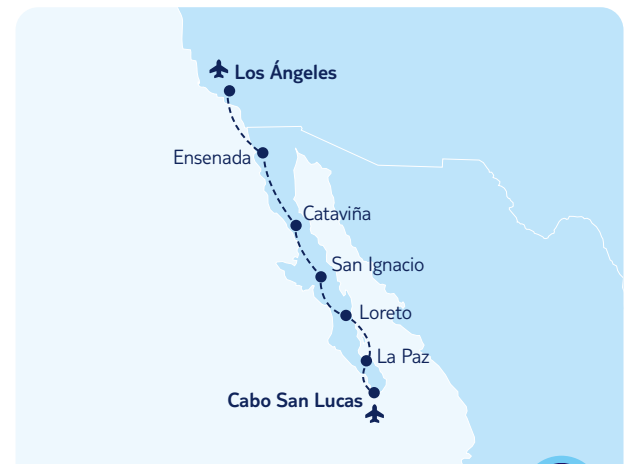 Los Ángeles
Ensenada
Cataviña
San Ignacio
Loreto
La Paz
Cabo San Lucas